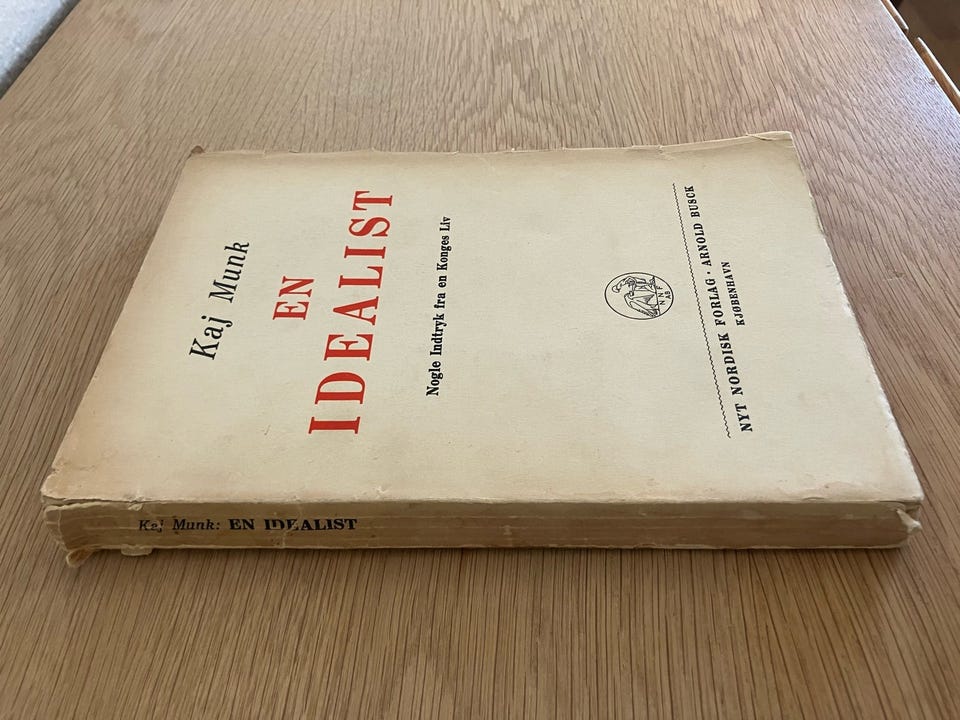 Kaj Munk
EN
IDEALIST
Nogle Indtryk fra en Konges Liv
N N F
AB
NYT NORDISK FORLAG · ARNOLD BUSCK
KJØBENHAVN
Kaj Munk: EN IDEALIST